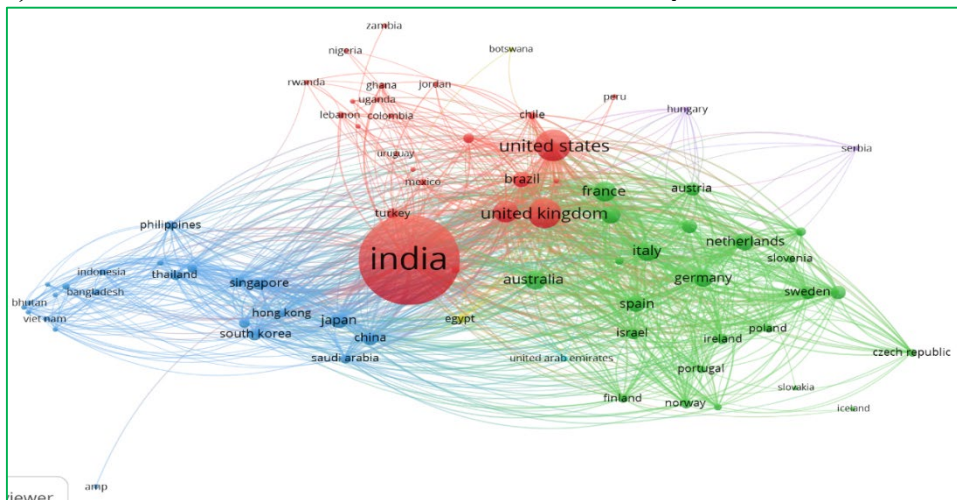 zambia
nigeria
botswana
rwanda
ghana
jordan
uganda
lebanon
colombia
chile
peru
hungary
united states
uruguay
serbia
mexico
brazil
france
austria
turkey
united kingdom
philippines
netherlands
italy
india
slovenia
indonesia
thailand
singapore
australia
germany
bangladesh
sweden
bhutan
hong kong
spain
viet nam
japan
egypt
south korea
china
israel
ireland
poland
saudi arabia
united arab emirates
czech republic
portugal
slovakia
finland
norway
iceland
amp
viewer